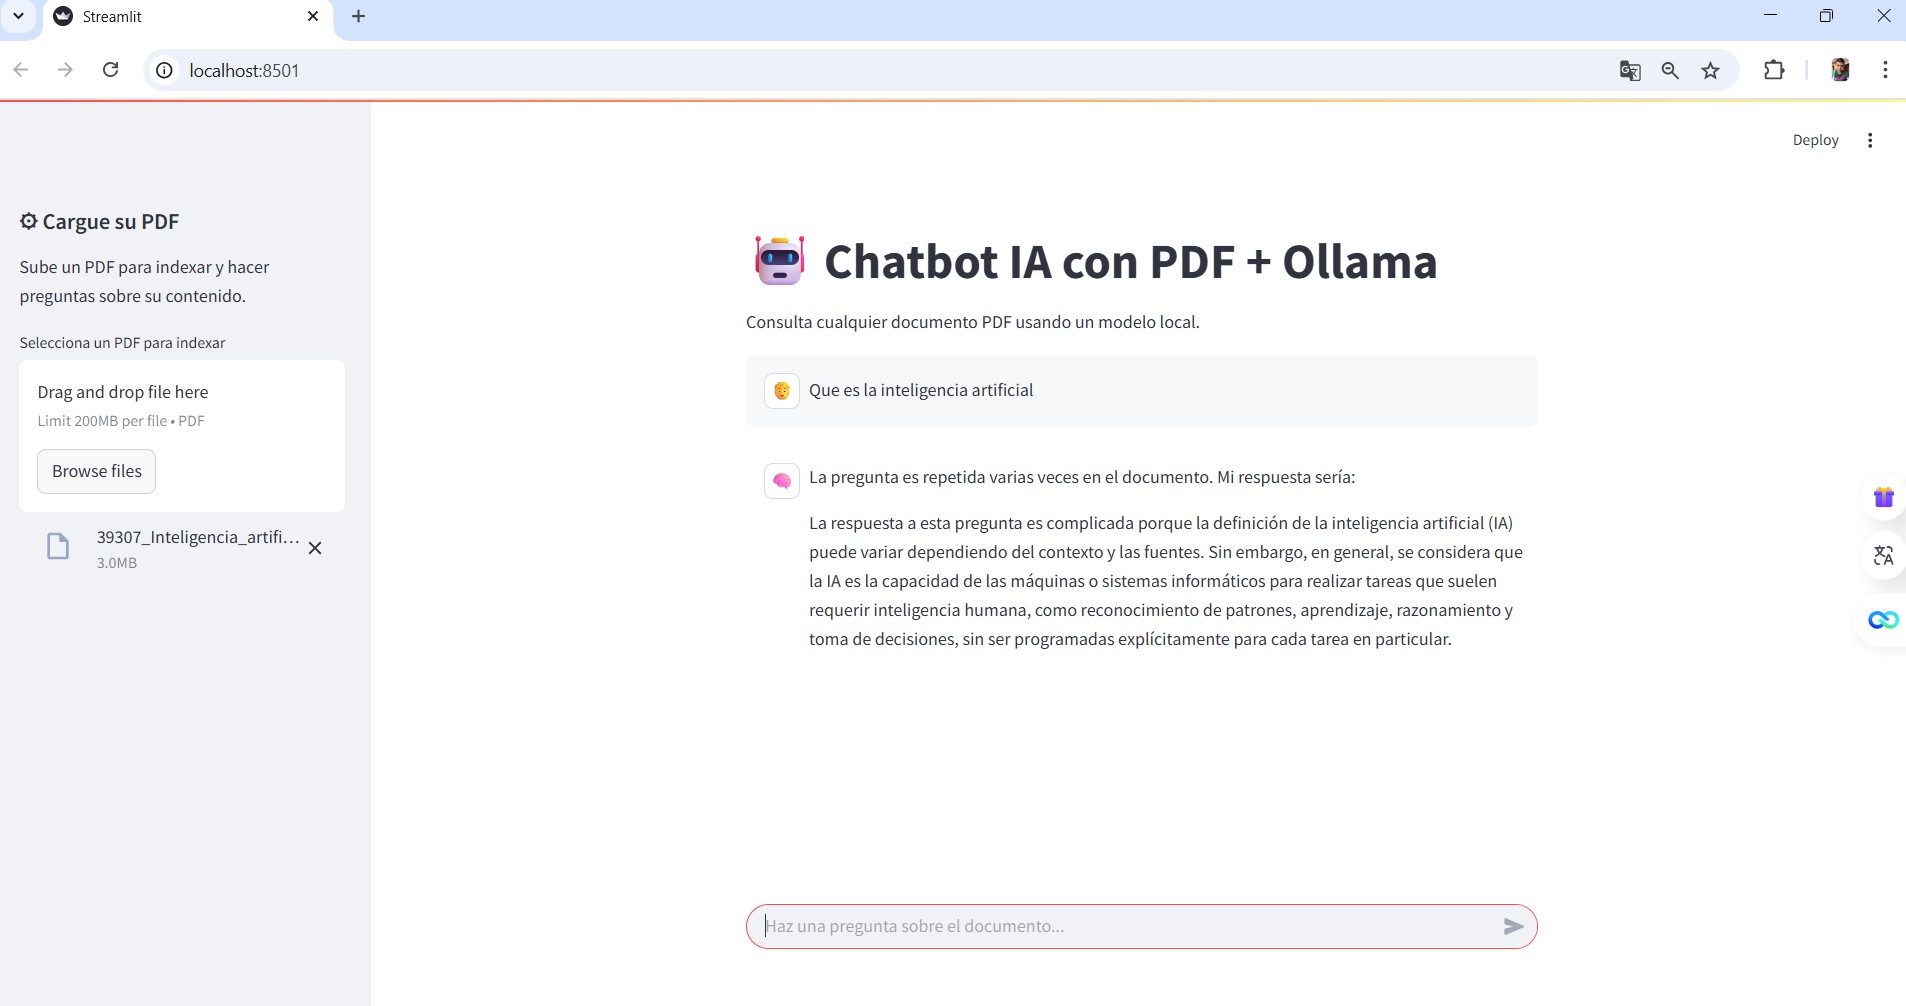 Streamlit
localhost:8501
Deploy
Cargue su PDF
Sube un PDF para indexar y hacer
preguntas sobre su contenido.
Selecciona un PDF para indexar
Drag and drop file here
Limit 200MB per file • PDF
Browse files
39307_Inteligencia_artifi...
3.0MB
Chatbot IA con PDF + Ollama
Consulta cualquier documento PDF usando un modelo local.
Que es la inteligencia artificial
La pregunta es repetida varias veces en el documento. Mi respuesta sería:
La respuesta a esta pregunta es complicada porque la definición de la inteligencia artificial (IA)
puede variar dependiendo del contexto y las fuentes. Sin embargo, en general, se considera que
la IA es la capacidad de las máquinas o sistemas informáticos para realizar tareas que suelen
requerir inteligencia humana, como reconocimiento de patrones, aprendizaje, razonamiento y
toma de decisiones, sin ser programadas explícitamente para cada tarea en particular.
Haz una pregunta sobre el documento...